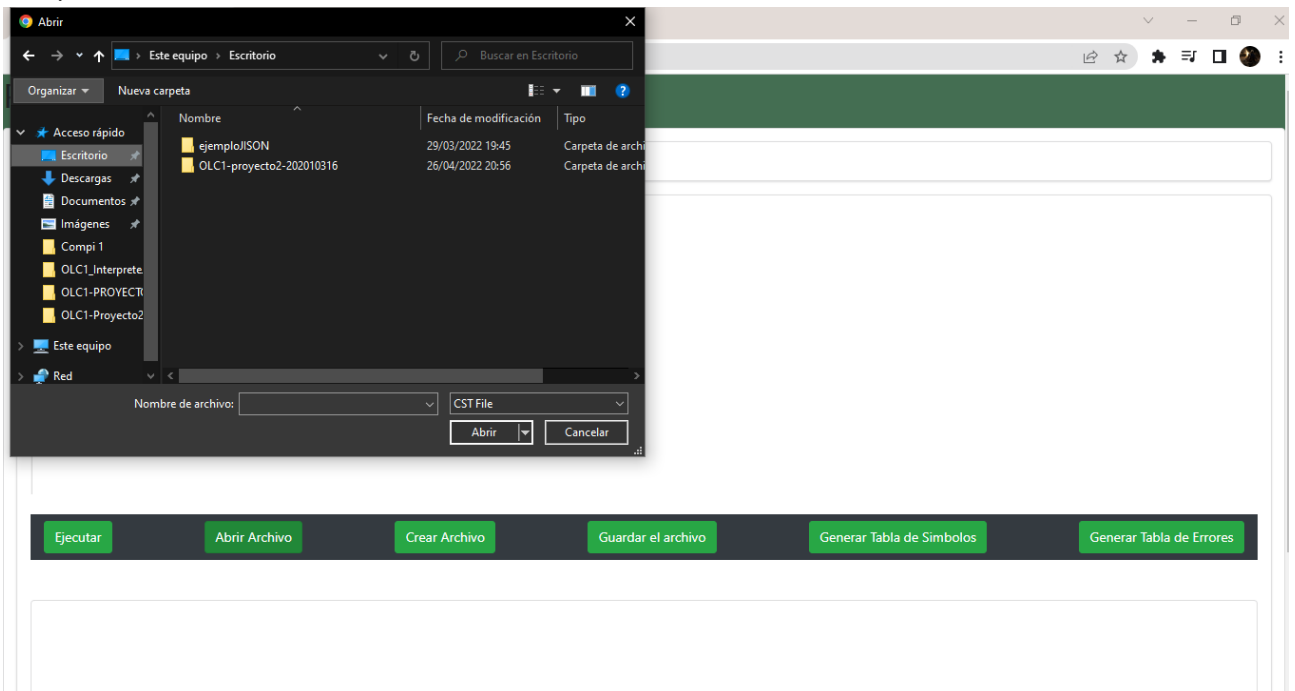 Abrir
Este equipo › Escritorio
Buscar en Escritorio
Organizar
Nueva carpeta
Nombre
Fecha de modificación
Tipo
Acceso rápido
Escritorio
Descargas
Documentos
Imágenes
Compi 1
OLC1_Interprete
OLC1-PROYECT
OLC1-Proyecto2
Este equipo
Red
ejemploJISON 29/03/2022 19:45 Carpeta de archi
OLC1-proyecto2-202010316 26/04/2022 20:56 Carpeta de archi
Nombre de archivo:
CST File
Abrir
Cancelar
Ejecutar
Abrir Archivo
Crear Archivo
Guardar el archivo
Generar Tabla de Simbolos
Generar Tabla de Errores